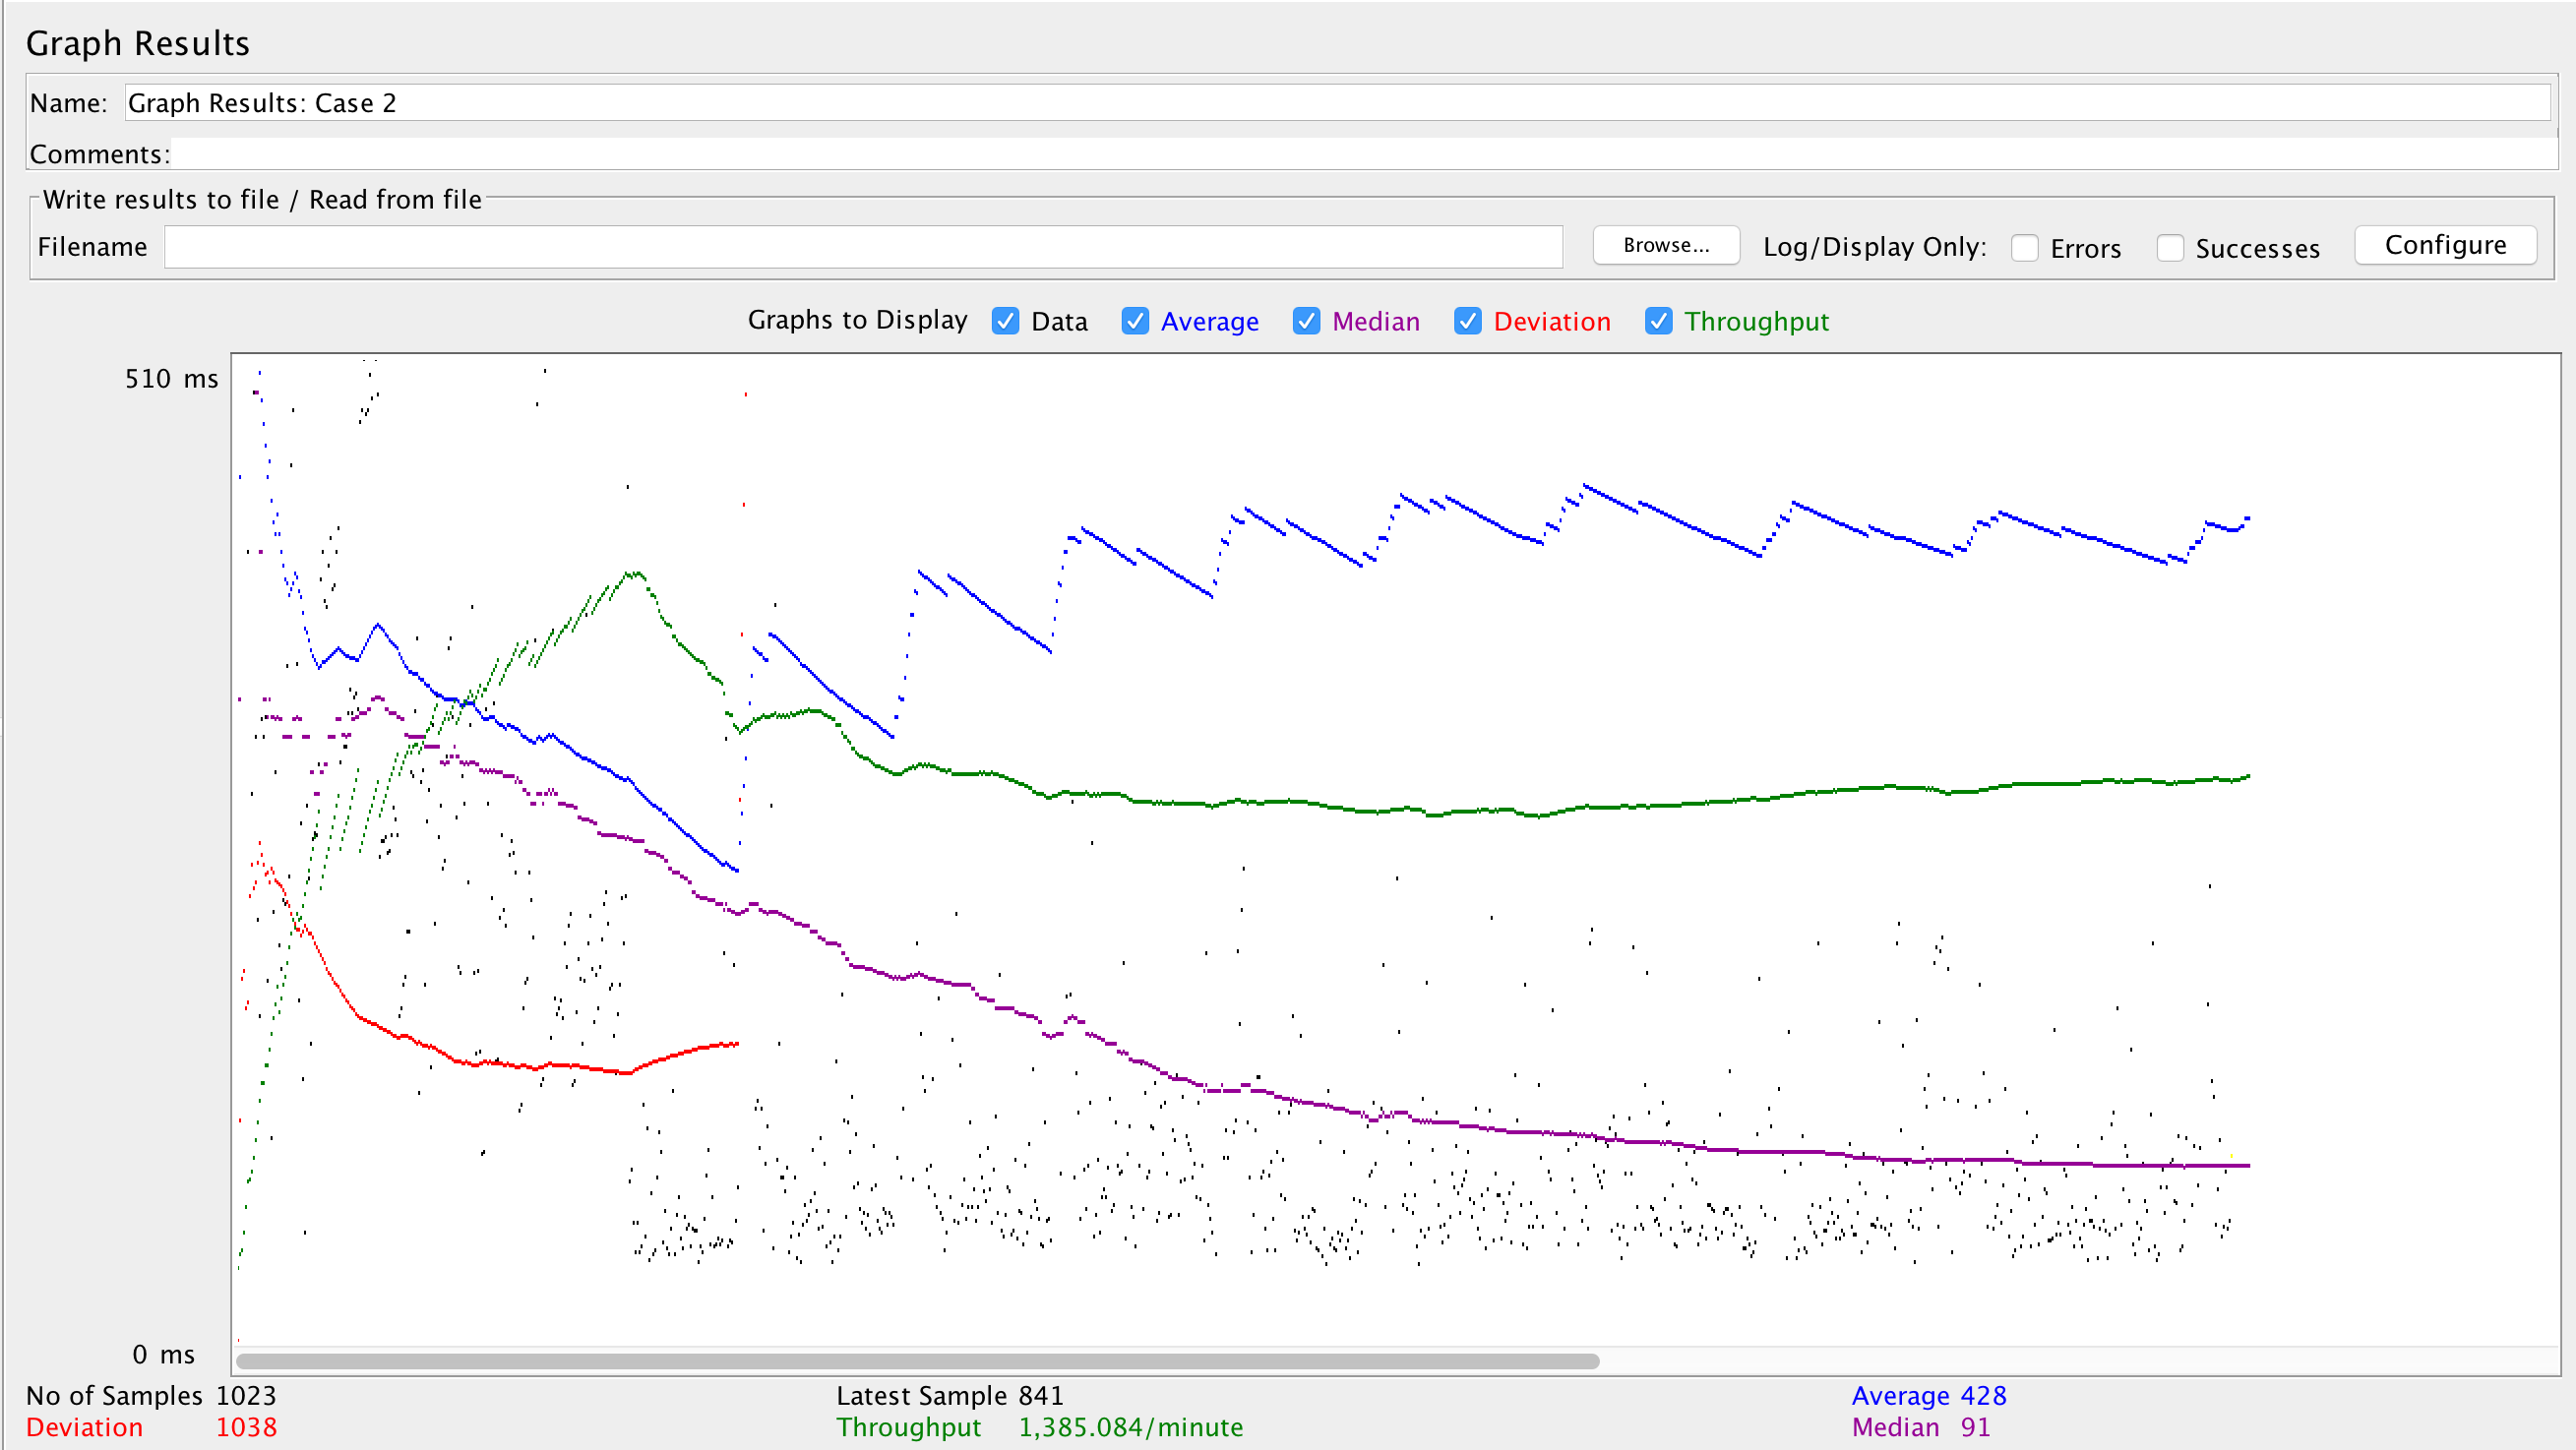 Graph Results
Name: Graph Results: Case 2
Comments:
Write results to file / Read from file
Filename Browse... Log/Display Only: Errors Successes Configure
Graphs to Display Data Average Median Deviation Throughput
510 ms
0 ms
No of Samples 1023 Latest Sample 841 Average 428
Deviation 1038 Throughput 1,385.084/minute Median 91